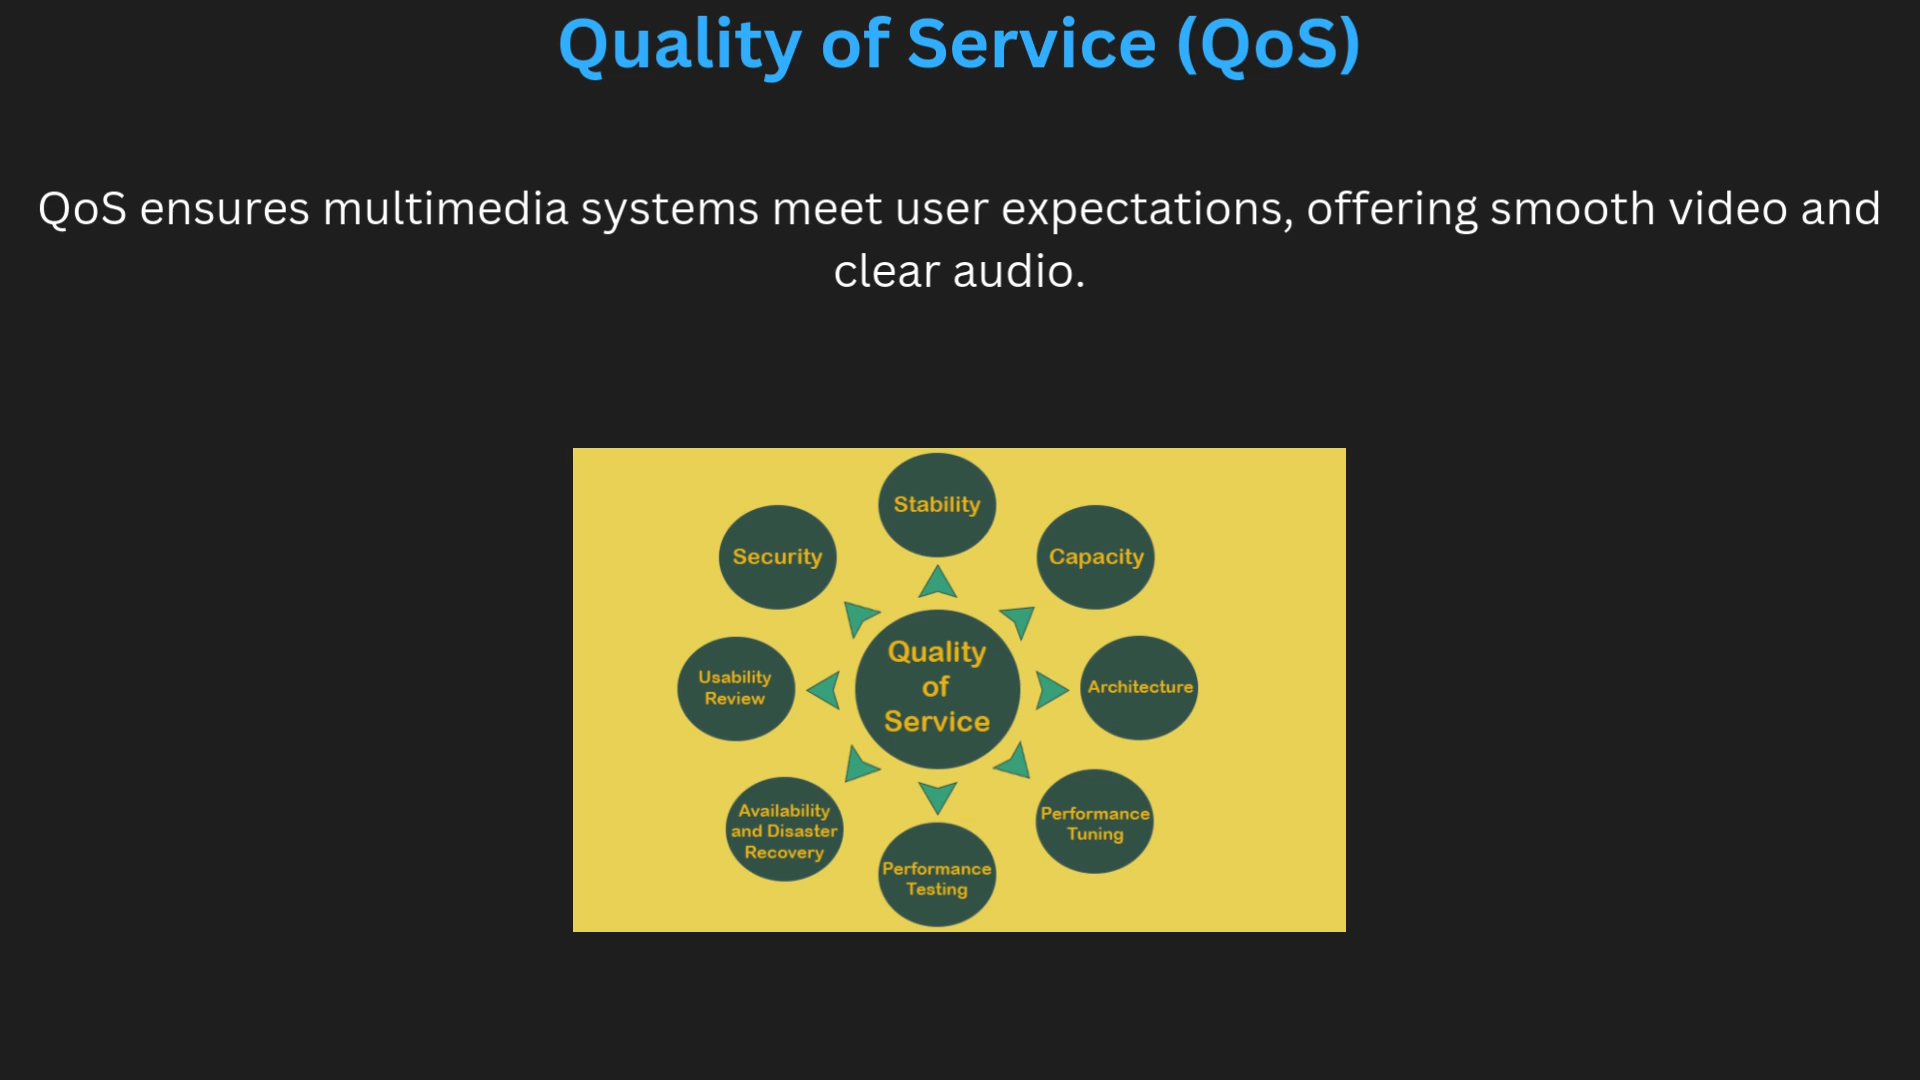 Quality of Service (QoS)
QoS ensures multimedia systems meet user expectations, offering smooth video and
clear audio.
Stability
Security
Capacity
Quality
of
Service
Usability
Review
Architecture
Availability
and Disaster
Recovery
Performance
Tuning
Performance
Testing